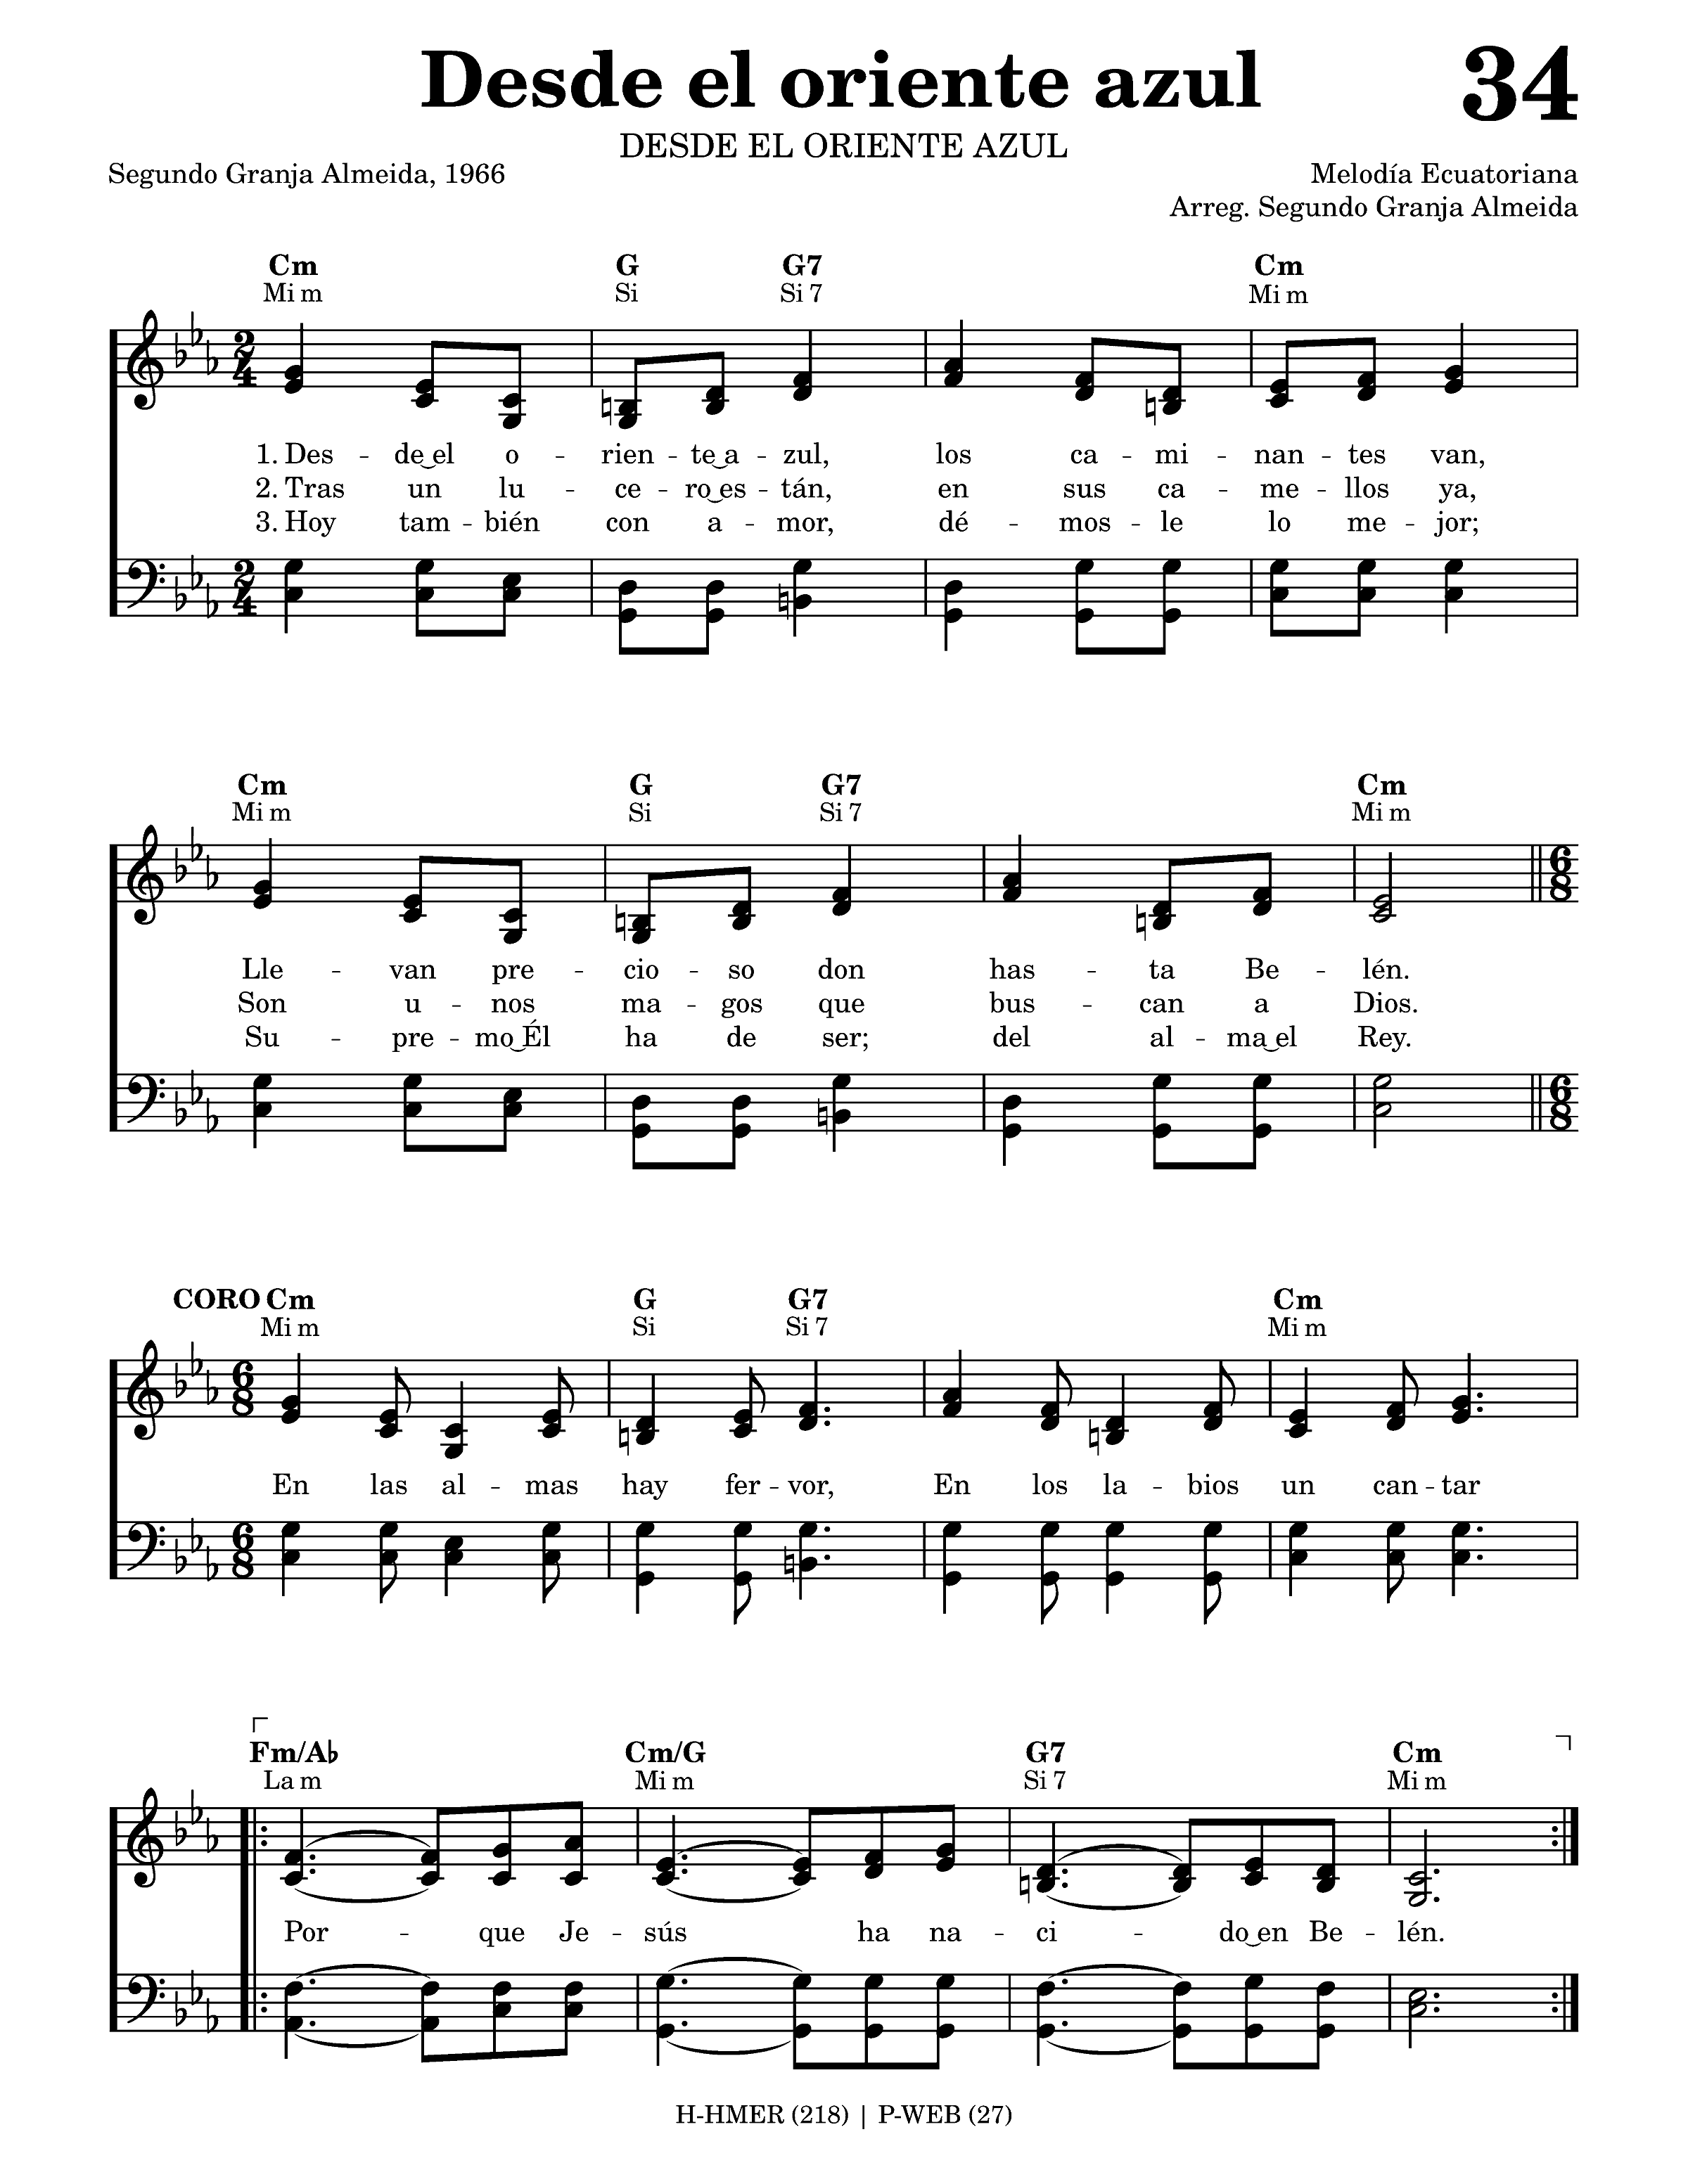 Desde el oriente azul 34
DESDE EL ORIENTE AZUL
Segundo Granja Almeida, 1966 Melodía Ecuatoriana
Arreg. Segundo Granja Almeida
Cm G G7 Cm
Mi m Si Si 7 Mi m
1. Des - de‿el o - rien - te‿a - zul, los ca - mi - nan - tes van,
2. Tras un lu - ce - ro‿es - tán, en sus ca - me - llos ya,
3. Hoy tam - bién con a - mor, dé - mos - le lo me - jor;
Cm G G7 Cm
Mi m Si Si 7 Mi m
Lle - van pre - cio - so don has - ta Be - lén.
Son u - nos ma - gos que bus - can a Dios.
Su - pre - mo‿Él ha de ser; del al - ma‿el Rey.
CORO Cm G G7 Cm
Mi m Si Si 7 Mi m
En las al - mas hay fer - vor, En los la - bios un can - tar
Fm/A♭ Cm/G G7 Cm
La m Mi m Si 7 Mi m
Por - que Je - sús ha na - ci - do‿en Be - lén.
H-HMER (218) | P-WEB (27)